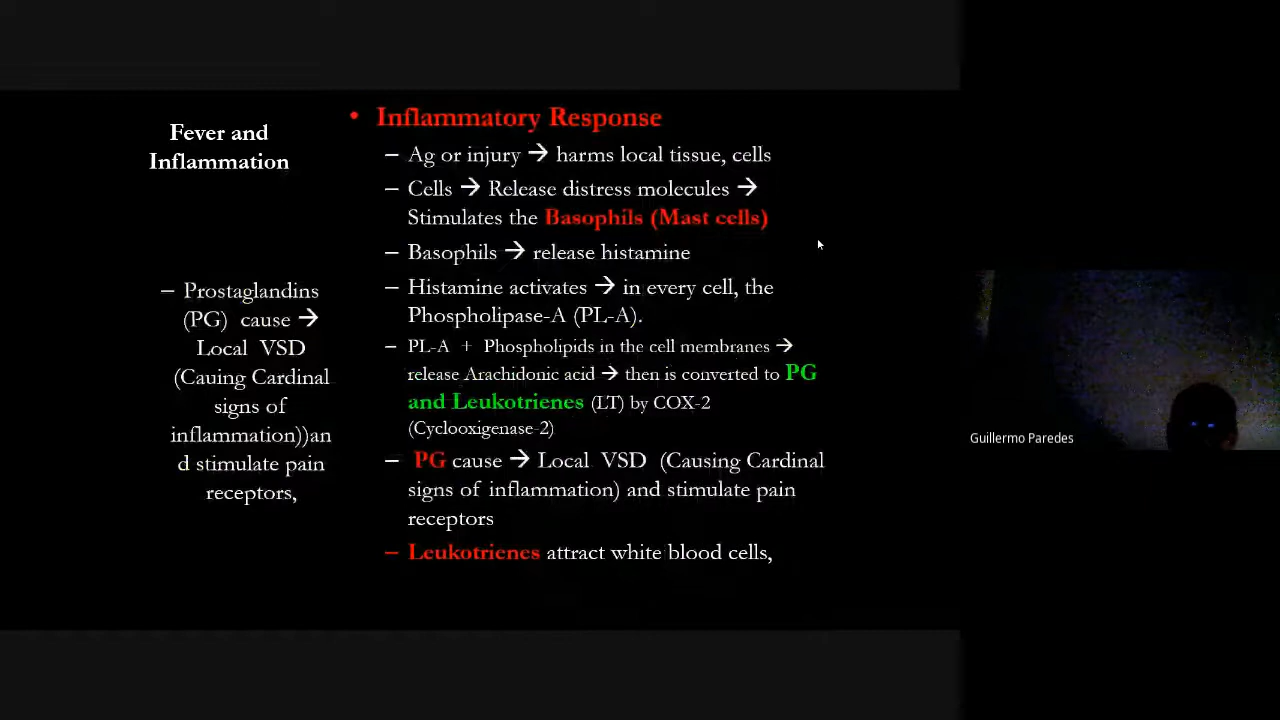 Fever and
Inflammation
– Prostaglandins
(PG) cause →
Local VSD
(Cauing Cardinal
signs of
inflammation))an
d stimulate pain
receptors,
• Inflammatory Response
– Ag or injury → harms local tissue, cells
– Cells → Release distress molecules →
Stimulates the Basophils (Mast cells)
– Basophils → release histamine
– Histamine activates → in every cell, the
Phospholipase-A (PL-A).
– PL-A + Phospholipids in the cell membranes →
release Arachidonic acid → then is converted to PG
and Leukotrienes (LT) by COX-2
(Cyclooxigenase-2)
– PG cause → Local VSD (Causing Cardinal
signs of inflammation) and stimulate pain
receptors
– Leukotrienes attract white blood cells,
Guillermo Paredes